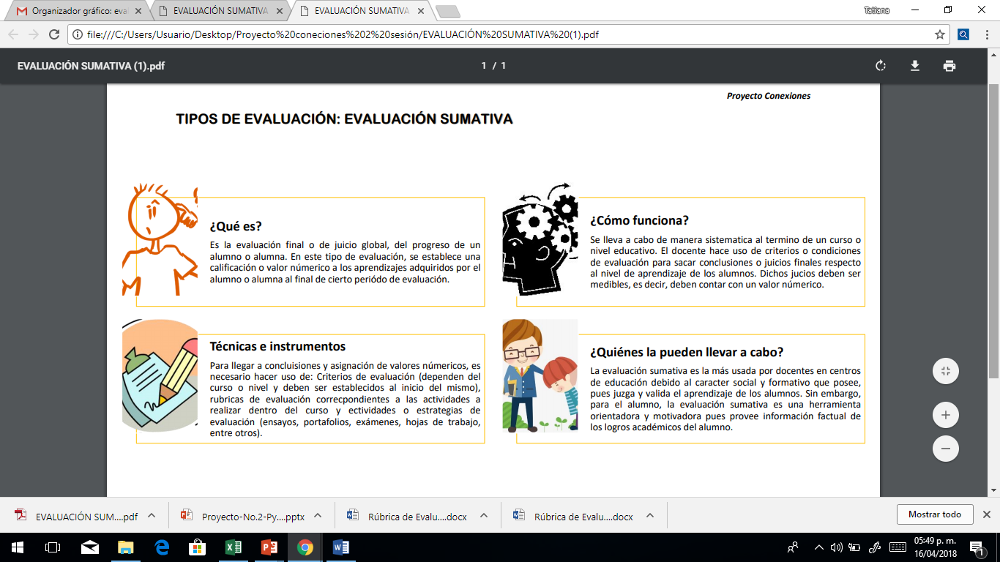 Organizador gráfico: eva
EVALUACIÓN SUMATIVA
EVALUACIÓN SUMATIVA
Tatiana
file:///C:/Users/Usuario/Desktop/Proyecto%20coneciones%202%20sesión/EVALUACIÓN%20SUMATIVA%20(1).pdf
EVALUACIÓN SUMATIVA (1).pdf
1 / 1
Proyecto Conexiones
TIPOS DE EVALUACIÓN: EVALUACIÓN SUMATIVA
¿Qué es?
Es la evaluación final o de juicio global, del progreso de un
alumno o alumna. En este tipo de evaluación, se establece una
calificación o valor númerico a los aprendizajes adquiridos por el
alumno o alumna al final de cierto periódo de evaluación.
¿Cómo funciona?
Se lleva a cabo de manera sistematica al termino de un curso o
nivel educativo. El docente hace uso de criterios o condiciones
de evaluación para sacar conclusiones o juicios finales respecto
al nivel de aprendizaje de los alumnos. Dichos jucios deben ser
medibles, es decir, deben contar con un valor númerico.
Técnicas e instrumentos
Para llegar a concluisiones y asignación de valores numéricos, es
necesario hacer uso de: Criterios de evaluación (dependen del
curso o nivel y deben ser establecidos al inicio del mismo),
rubricas de evaluación correcpondientes a las actividades a
realizar dentro del curso y ectividades o estrategias de
evaluación (ensayos, portafolios, exámenes, hojas de trabajo,
entre otros).
¿Quiénes la pueden llevar a cabo?
La evaluación sumativa es la más usada por docentes en centros
de educación debido al caracter social y formativo que posee,
pues juzga y valida el aprendizaje de los alumnos. Sin embargo,
para el alumno, la evaluación sumativa es una herramienta
orientadora y motivadora pues provee información factual de
los logros académicos del alumno.
EVALUACIÓN SUM....pdf
Proyecto-No.2-Py....pptx
Rúbrica de Evalu....docx
Rúbrica de Evalu....docx
Mostrar todo
05:49 p. m.
16/04/2018
1